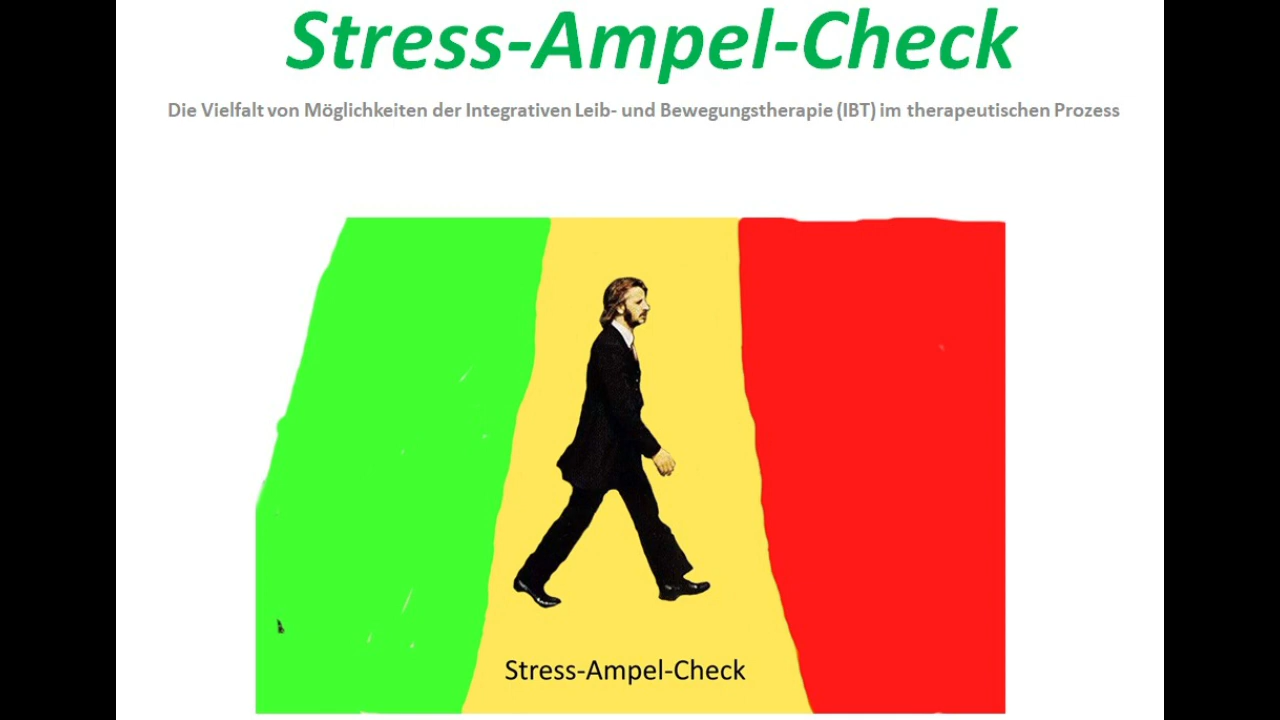 Stress-Ampel-Check
Die Vielfalt von Möglichkeiten der Integrativen Leib- und Bewegungstherapie (IBT) im therapeutischen Prozess
Stress-Ampel-Check